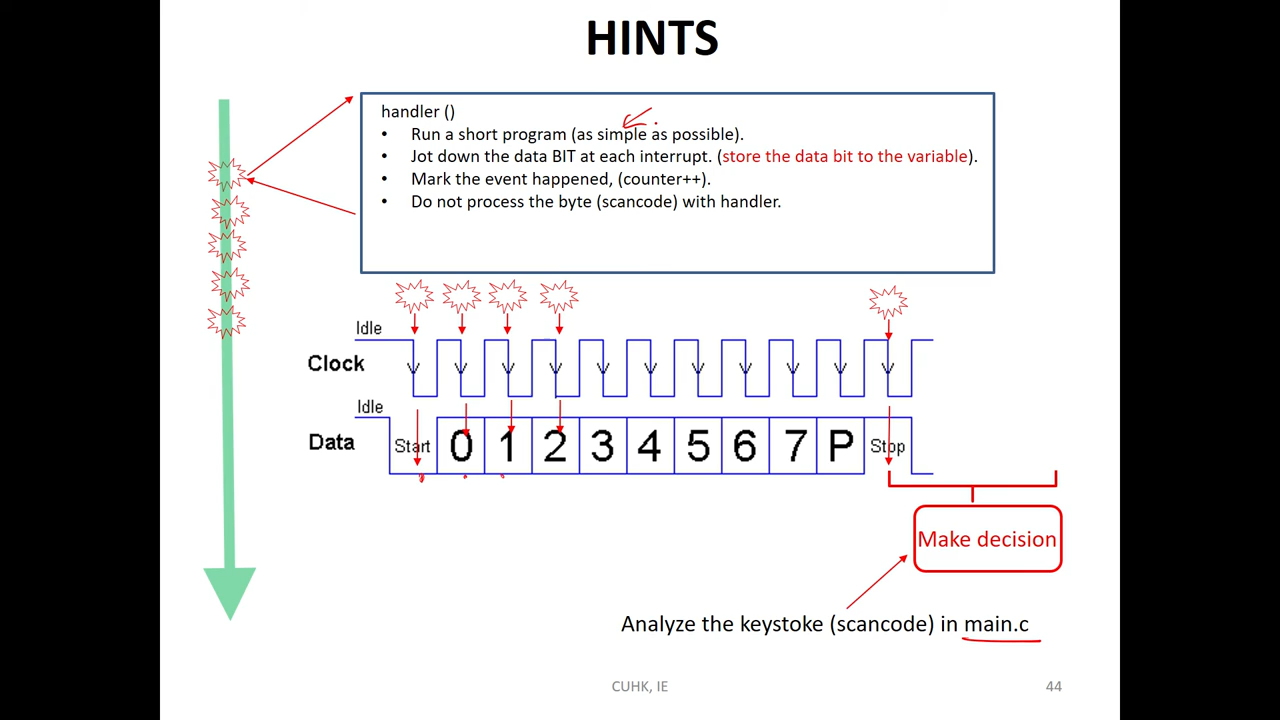 HINTS
handler ()
• Run a short program (as simple as possible).
• Jot down the data BIT at each interrupt. (store the data bit to the variable).
• Mark the event happened, (counter++).
• Do not process the byte (scancode) with handler.
Idle
Clock
Idle
Data Start 0 1 2 3 4 5 6 7 P Stop
Make decision
Analyze the keystoke (scancode) in main.c
CUHK, IE 44